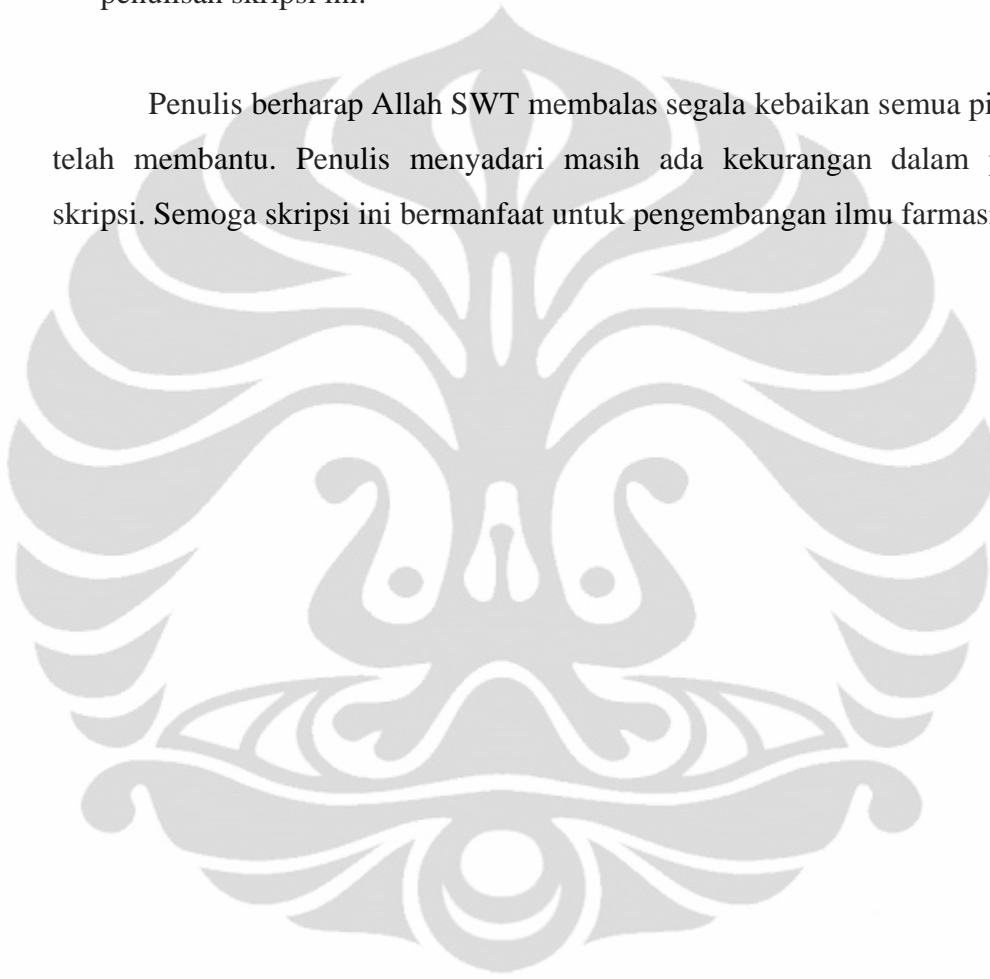 penulisan skripsi ini.
Penulis berharap Allah SWT membalas segala kebaikan semua
telah membantu. Penulis menyadari masih ada kekurangan dalam
skripsi. Semoga skripsi ini bermanfaat untuk pengembangan ilmu farmasi